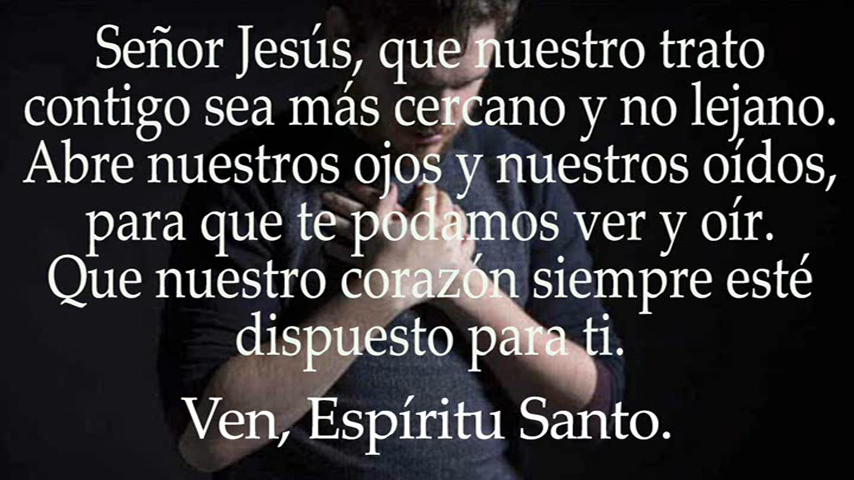 Señor Jesús, que nuestro trato
contigo sea más cercano y no lejano.
Abre nuestros ojos y nuestros oídos,
para que te podamos ver y oír.
Que nuestro corazón siempre esté
dispuesto para ti.
Ven, Espíritu Santo.